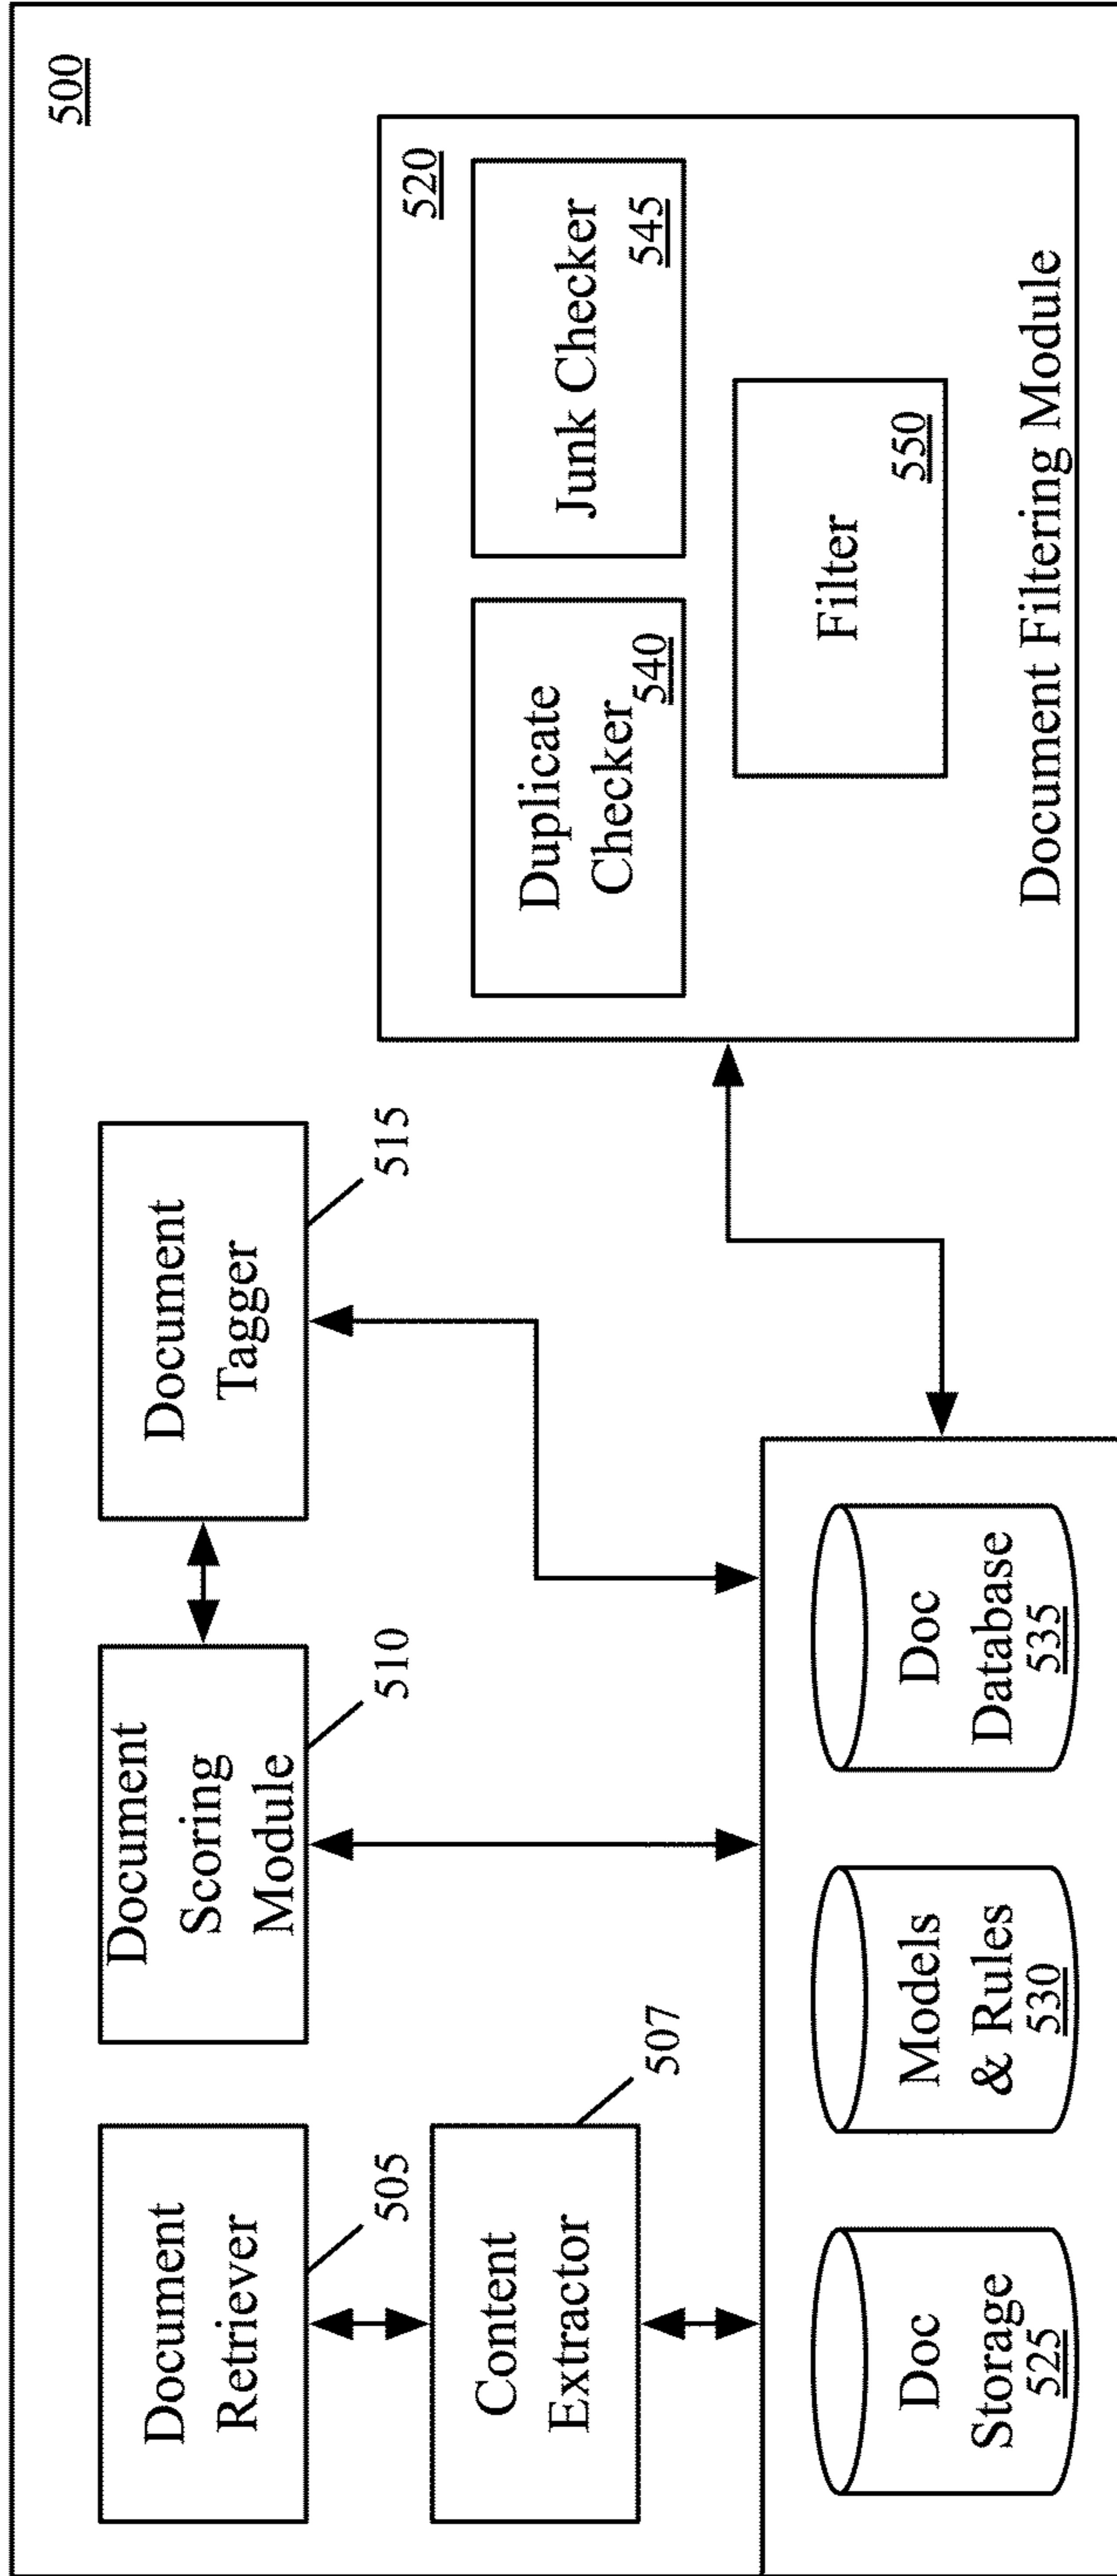 500
Document
Retriever
505
Content
Extractor
507
Document
Scoring
Module
510
Document
Tagger
515
520
Duplicate
Checker
540
Junk Checker
545
Filter
550
Document Filtering Module
Doc
Storage
525
Models
& Rules
530
Doc
Database
535